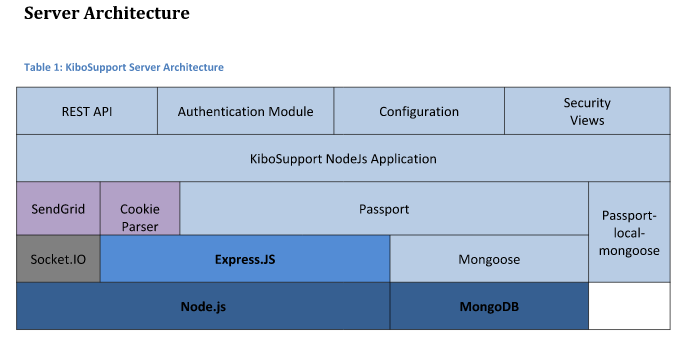 Server Architecture
Table 1: KiboSupport Server Architecture
REST API
Authentication Module
Configuration
Security
Views
KiboSupport NodeJs Application
SendGrid
Cookie
Parser
Passport
Passport-
local-
mongoose
Socket.IO
Express.JS
Mongoose
Node.js
MongoDB